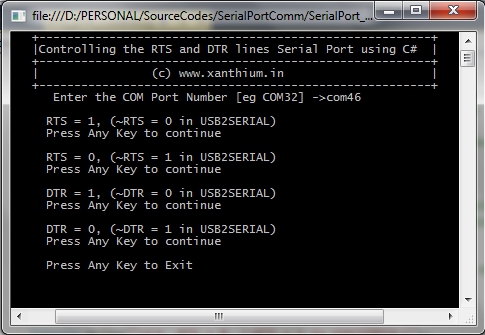 file:///D:/PERSONAL/SourceCodes/SerialPortComm/SerialPort_...
Controlling the RTS and DTR lines Serial Port using C#
(c) www.xanthium.in
Enter the COM Port Number [eg COM32] ->com46
RTS = 1, (~RTS = 0 in USB2SERIAL)
Press Any Key to continue
RTS = 0, (~RTS = 1 in USB2SERIAL)
Press Any Key to continue
DTR = 1, (~DTR = 0 in USB2SERIAL)
Press Any Key to continue
DTR = 0, (~DTR = 1 in USB2SERIAL)
Press Any Key to continue
Press Any Key to Exit